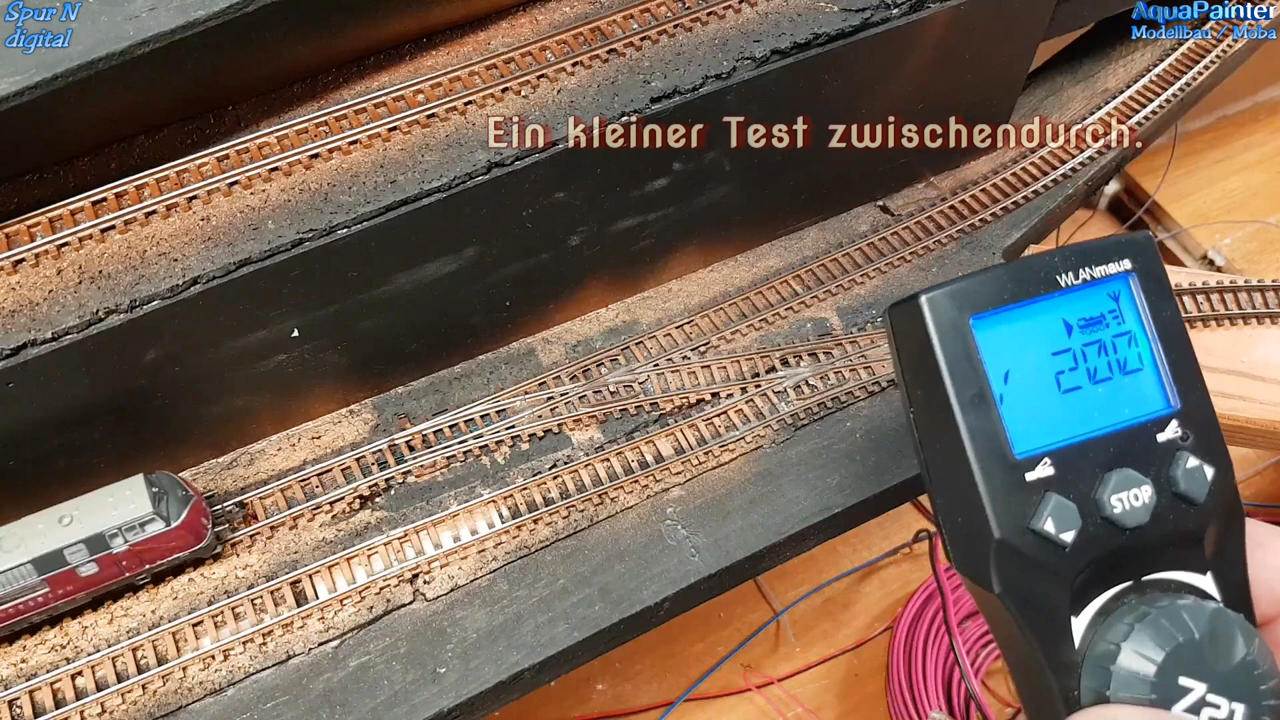 Spur N
digital
AquaPainter
Modellbau / Moba
Ein kleiner Test zwischendurch.
WLANmaus
200
STOP
Z21